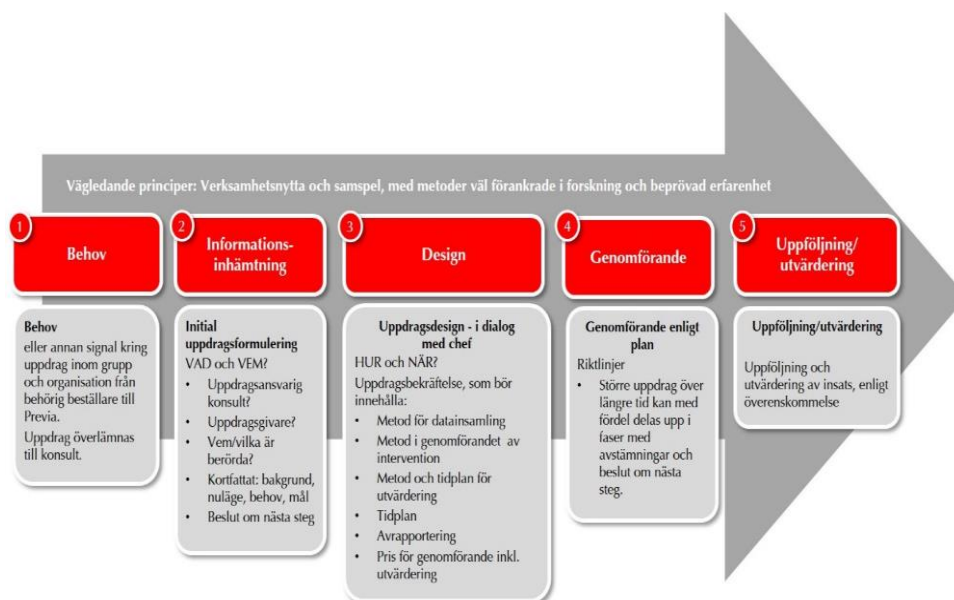 Vägledande principer: Verksamhetsnytta och samspel, med metoder väl förankrade i forskning och beprövad erfarenhet
1
Behov
2
Informations-
inhämtning
3
Design
4
Genomförande
5
Uppföljning/
utvärdering
Behov
eller annan signal kring
uppdrag inom grupp
och organisation från
behörig beställare till
Previa.
Uppdrag överlämnas
till konsult.
Initial
uppdragsformulering
VAD och VEM?
• Uppdragsansvarig
konsult?
• Uppdragsgivare?
• Vem/vilka är
berörda?
• Kortfattat: bakgrund,
nuläge, behov, mål
• Beslut om nästa steg
Uppdragsdesign - i dialog
med chef
HUR och NÄR?
Uppdragsbekräftelse, som bör
innehålla:
• Metod för datainsamling
• Metod i genomförandet av
intervention
• Metod och tidplan för
utvärdering
• Tidplan
• Avrapportering
• Pris för genomförande inkl.
utvärdering
Genomförande enligt
plan
Riktlinjer
• Större uppdrag över
längre tid kan med
fördel delas upp i
faser med
avstämningar och
beslut om nästa
steg.
Uppföljning/utvärdering
Uppföljning och
utvärdering av insats, enligt
överenskommelse